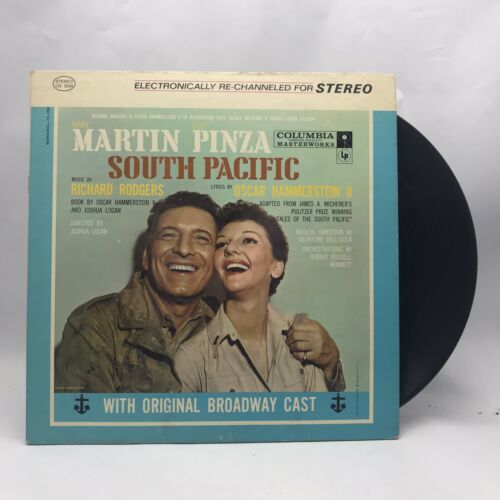 STEREO
ELECTRONICALLY RE-CHANNELED FOR STEREO
MARTIN PINZA
SOUTH PACIFIC
COLUMBIA
MASTERWORKS
LP
MUSIC BY
RICHARD RODGERS
LYRICS BY
OSCAR HAMMERSTEIN II
BOOK BY OSCAR HAMMERSTEIN II
AND JOSHUA LOGAN
ADAPTED FROM JAMES A. MICHENER'S
PULITZER PRIZE WINNING
"TALES OF THE SOUTH PACIFIC"
DIRECTED BY
JOSHUA LOGAN
MUSICAL DIRECTION BY
SALVATORE DELL'ISOLA
ORCHESTRATIONS BY
ROBERT RUSSELL
BENNETT
WITH ORIGINAL BROADWAY CAST